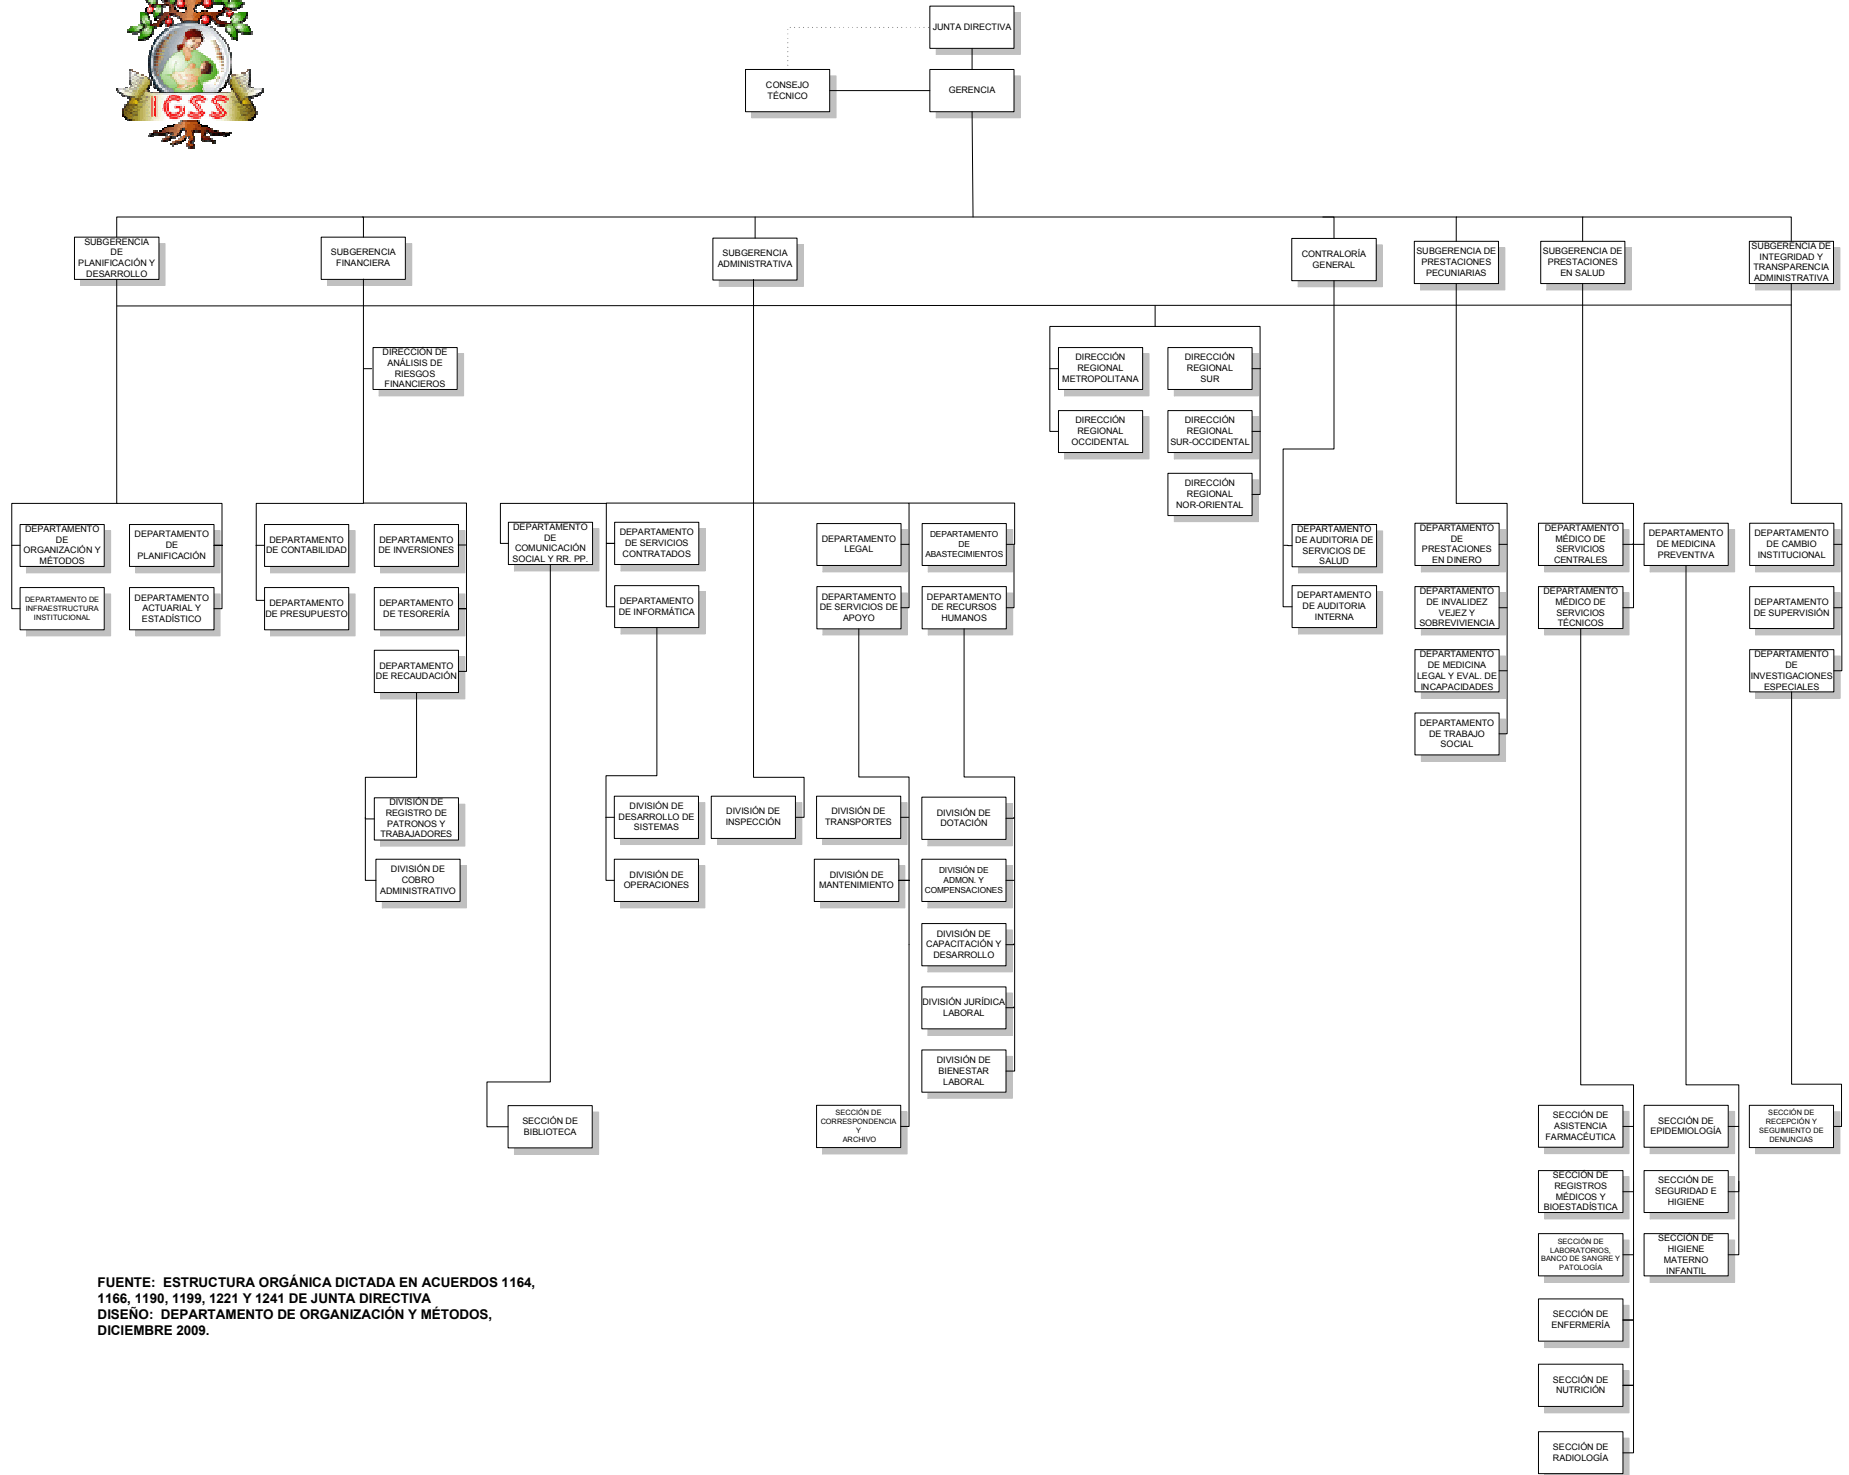 IGSS
JUNTA DIRECTIVA
CONSEJO
TÉCNICO
GERENCIA
SUBGERENCIA
DE
PLANIFICACIÓN Y
DESARROLLO
SUBGERENCIA
FINANCIERA
SUBGERENCIA
ADMINISTRATIVA
CONTRALORÍA
GENERAL
SUBGERENCIA DE
PRESTACIONES
PECUNIARIAS
SUBGERENCIA DE
PRESTACIONES
EN SALUD
SUBGERENCIA DE
INTEGRIDAD Y
TRANSPARENCIA
ADMINISTRATIVA
DIRECCIÓN DE
ANÁLISIS DE
RIESGOS
FINANCIEROS
DIRECCIÓN
REGIONAL
METROPOLITANA
DIRECCIÓN
REGIONAL
SUR
DIRECCIÓN
REGIONAL
OCCIDENTAL
DIRECCIÓN
REGIONAL
SUR-OCCIDENTAL
DIRECCIÓN
REGIONAL
NOR-ORIENTAL
DEPARTAMENTO
DE
ORGANIZACIÓN Y
MÉTODOS
DEPARTAMENTO
DE
PLANIFICACIÓN
DEPARTAMENTO
DE CONTABILIDAD
DEPARTAMENTO
DE INVERSIONES
DEPARTAMENTO
DE
COMUNICACIÓN
SOCIAL Y RR. PP.
DEPARTAMENTO
DE SERVICIOS
CONTRATADOS
DEPARTAMENTO
LEGAL
DEPARTAMENTO
DE
ABASTECIMIENTOS
DEPARTAMENTO
DE AUDITORIA DE
SERVICIOS DE
SALUD
DEPARTAMENTO
DE
PRESTACIONES
EN DINERO
DEPARTAMENTO
MÉDICO DE
SERVICIOS
CENTRALES
DEPARTAMENTO
DE MEDICINA
PREVENTIVA
DEPARTAMENTO
DE CAMBIO
INSTITUCIONAL
DEPARTAMENTO DE
INFRAESTRUCTURA
INSTITUCIONAL
DEPARTAMENTO
ACTUARIAL Y
ESTADÍSTICO
DEPARTAMENTO
DE PRESUPUESTO
DEPARTAMENTO
DE TESORERÍA
DEPARTAMENTO
DE INFORMÁTICA
DEPARTAMENTO
DE SERVICIOS DE
APOYO
DEPARTAMENTO
DE RECURSOS
HUMANOS
DEPARTAMENTO
DE AUDITORIA
INTERNA
DEPARTAMENTO
DE INVALIDEZ
VEJEZ Y
SOBREVIVENCIA
DEPARTAMENTO
MÉDICO DE
SERVICIOS
TÉCNICOS
DEPARTAMENTO
DE SUPERVISIÓN
DEPARTAMENTO
DE RECAUDACIÓN
DEPARTAMENTO
DE MEDICINA
LEGAL Y EVAL. DE
INCAPACIDADES
DEPARTAMENTO
DE
INVESTIGACIONES
ESPECIALES
DEPARTAMENTO
DE TRABAJO
SOCIAL
DIVISIÓN DE
REGISTRO DE
PATRONOS Y
TRABAJADORES
DIVISIÓN DE
DESARROLLO DE
SISTEMAS
DIVISIÓN DE
INSPECCIÓN
DIVISIÓN DE
TRANSPORTES
DIVISIÓN DE
DOTACIÓN
DIVISIÓN DE
COBRO
ADMINISTRATIVO
DIVISIÓN DE
OPERACIONES
DIVISIÓN DE
MANTENIMIENTO
DIVISIÓN DE
ADMON. Y
COMPENSACIONES
DIVISIÓN DE
CAPACITACIÓN Y
DESARROLLO
DIVISIÓN JURÍDICA
LABORAL
DIVISIÓN DE
BIENESTAR
LABORAL
SECCIÓN DE
BIBLIOTECA
SECCIÓN DE
CORRESPONDENCIA
Y
ARCHIVO
SECCIÓN DE
ASISTENCIA
FARMACÉUTICA
SECCIÓN DE
EPIDEMIOLOGÍA
SECCIÓN DE
RECEPCIÓN Y
SEGUIMIENTO DE
DENUNCIAS
SECCIÓN DE
REGISTROS
MÉDICOS Y
BIOESTADÍSTICA
SECCIÓN DE
SEGURIDAD E
HIGIENE
SECCIÓN DE
LABORATORIOS,
BANCO DE SANGRE Y
PATOLOGÍA
SECCIÓN DE
HIGIENE
MATERNO
INFANTIL
SECCIÓN DE
ENFERMERÍA
SECCIÓN DE
NUTRICIÓN
SECCIÓN DE
RADIOLOGÍA
FUENTE: ESTRUCTURA ORGÁNICA DICTADA EN ACUERDOS 1164,
1166, 1190, 1199, 1221 Y 1241 DE JUNTA DIRECTIVA
DISEÑO: DEPARTAMENTO DE ORGANIZACIÓN Y MÉTODOS,
DICIEMBRE 2009.